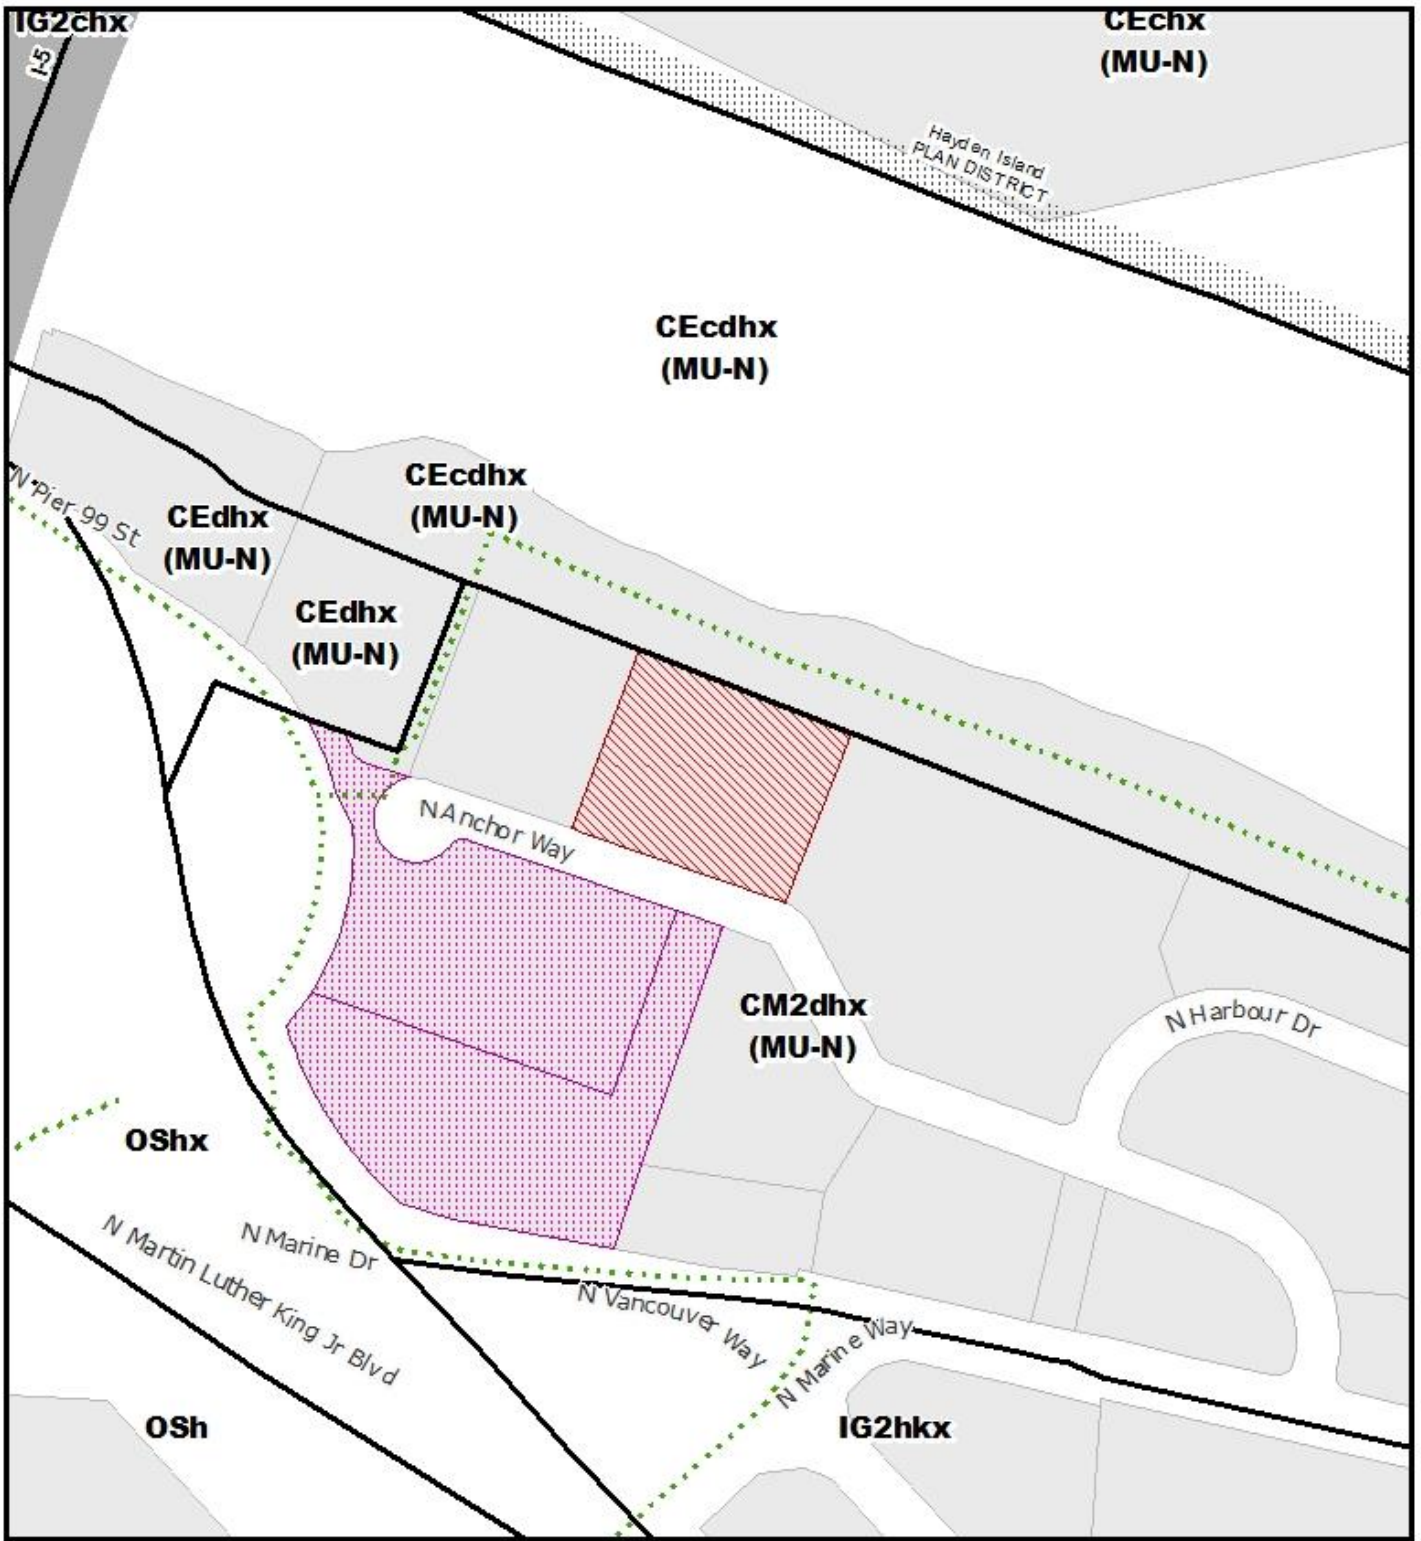 IG2chx
I-5
CEchx
(MU-N)
Hayden Island
PLAN DISTRICT
CEcdhx
(MU-N)
CEcdhx
(MU-N)
N Pier 99 St
CEdhx
(MU-N)
CEdhx
(MU-N)
N Anchor Way
CM2dhx
(MU-N)
N Harbour Dr
OShx
N Marine Dr
N Martin Luther King Jr Blvd
N Vancouver Way
N Marine Way
OSh
IG2hkx